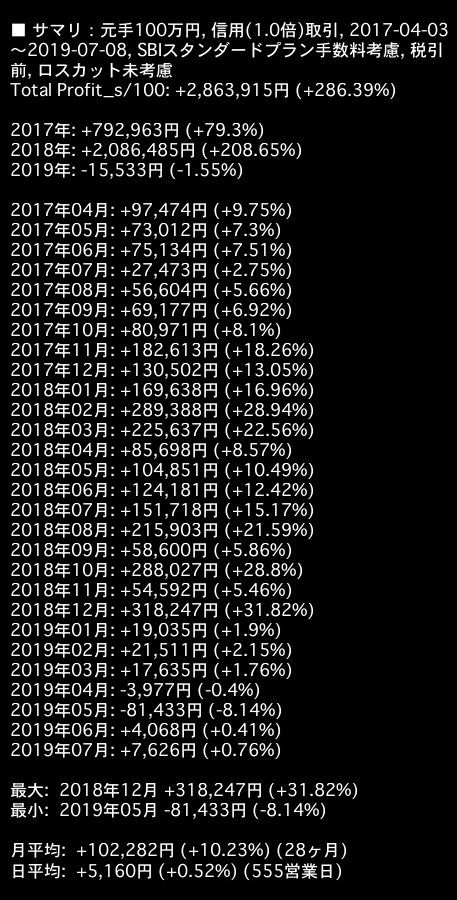 ■ サマリ：元手100万円, 信用(1.0倍)取引, 2017-04-03
〜2019-07-08, SBIスタンダードプラン手数料考慮, 税引
前, ロスカット未考慮
Total Profit_s/100: +2,863,915円 (+286.39%)
2017年: +792,963円 (+79.3%)
2018年: +2,086,485円 (+208.65%)
2019年: -15,533円 (-1.55%)
2017年04月: +97,474円 (+9.75%)
2017年05月: +73,012円 (+7.3%)
2017年06月: +75,134円 (+7.51%)
2017年07月: +27,473円 (+2.75%)
2017年08月: +56,604円 (+5.66%)
2017年09月: +69,177円 (+6.92%)
2017年10月: +80,971円 (+8.1%)
2017年11月: +182,613円 (+18.26%)
2017年12月: +130,502円 (+13.05%)
2018年01月: +169,638円 (+16.96%)
2018年02月: +289,388円 (+28.94%)
2018年03月: +225,637円 (+22.56%)
2018年04月: +85,698円 (+8.57%)
2018年05月: +104,851円 (+10.49%)
2018年06月: +124,181円 (+12.42%)
2018年07月: +151,718円 (+15.17%)
2018年08月: +215,903円 (+21.59%)
2018年09月: +58,600円 (+5.86%)
2018年10月: +288,027円 (+28.8%)
2018年11月: +54,592円 (+5.46%)
2018年12月: +318,247円 (+31.82%)
2019年01月: +19,035円 (+1.9%)
2019年02月: +21,511円 (+2.15%)
2019年03月: +17,635円 (+1.76%)
2019年04月: -3,977円 (-0.4%)
2019年05月: -81,433円 (-8.14%)
2019年06月: +4,068円 (+0.41%)
2019年07月: +7,626円 (+0.76%)
最大: 2018年12月 +318,247円 (+31.82%)
最小: 2019年05月 -81,433円 (-8.14%)
月平均: +102,282円 (+10.23%) (28ヶ月)
日平均: +5,160円 (+0.52%) (555営業日)